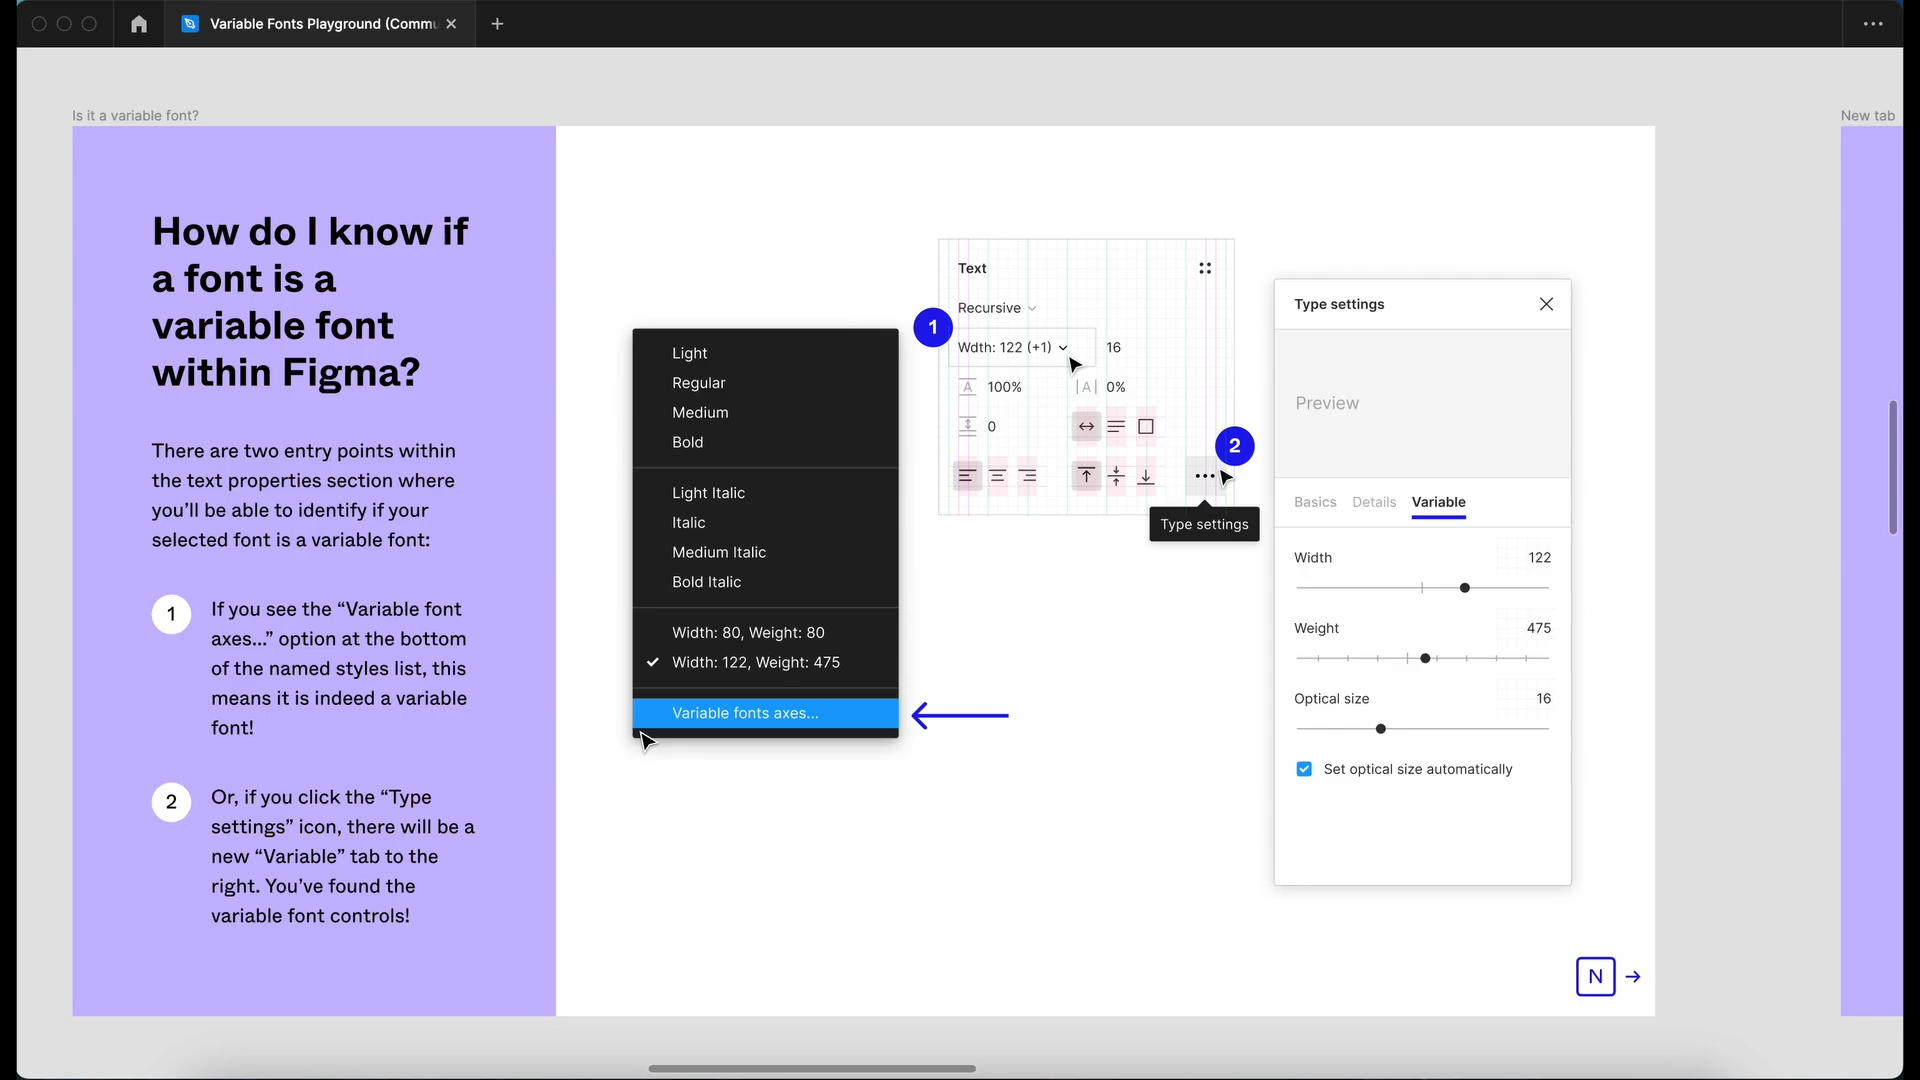 Variable Fonts Playground (Commu
Is it a variable font?
New tab
How do I know if
a font is a
variable font
within Figma?
There are two entry points within
the text properties section where
you’ll be able to identify if your
selected font is a variable font:
1
If you see the “Variable font
axes...” option at the bottom
of the named styles list, this
means it is indeed a variable
font!
2
Or, if you click the “Type
settings” icon, there will be a
new “Variable” tab to the
right. You’ve found the
variable font controls!
Light
Regular
Medium
Bold
Light Italic
Italic
Medium Italic
Bold Italic
Width: 80, Weight: 80
Width: 122, Weight: 475
Variable fonts axes...
Text
Recursive
1
Wdth: 122 (+1)
16
A 100%
|A| 0%
0
2
Type settings
Type settings
Preview
Basics Details Variable
Width 122
Weight 475
Optical size 16
Set optical size automatically
N